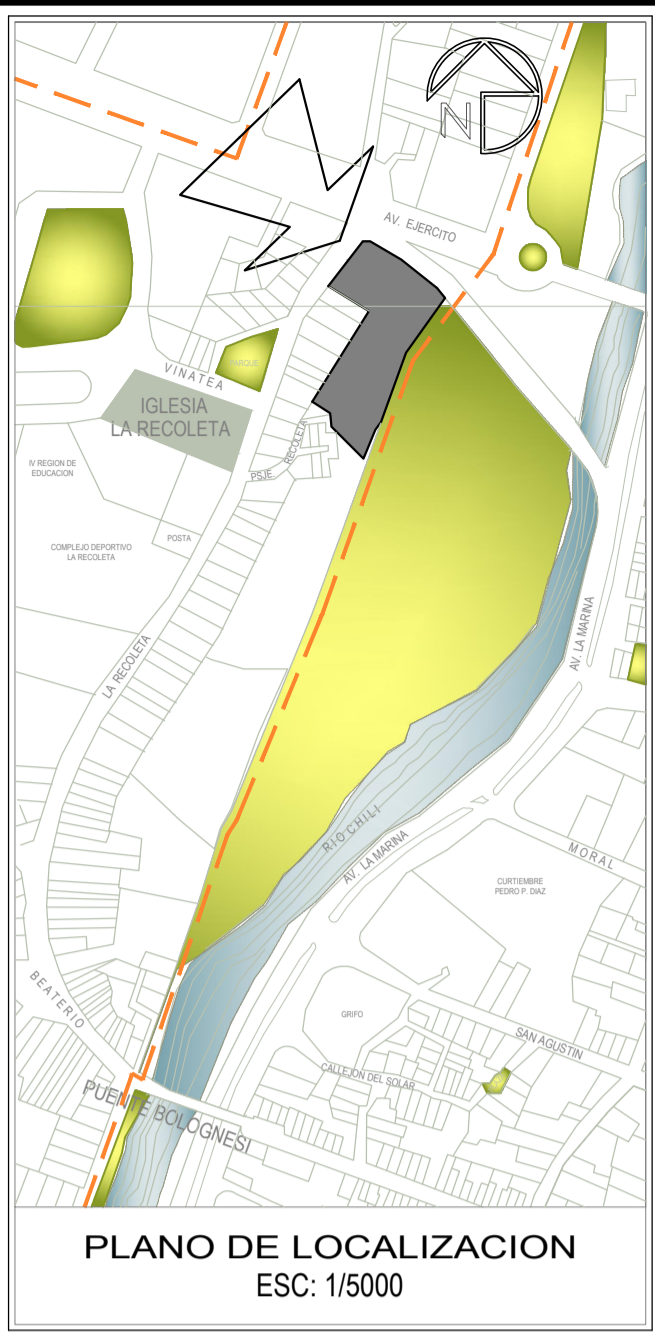 N
AV. EJERCITO
PARQUE
VINATEA
IGLESIA
LA RECOLETA
PSJE. RECOLETA
IV REGION DE
EDUCACION
POSTA
COMPLEJO DEPORTIVO
LA RECOLETA
LA RECOLETA
AV. LA MARINA
RIO CHILI
AV. LA MARINA
MORAL
CURTIEMBRE
PEDRO P. DIAZ
BEATERIO
GRIFO
SAN AGUSTIN
CALLEJON DEL SOLAR
PUENTE BOLOGNESI
PLANO DE LOCALIZACION
ESC: 1/5000